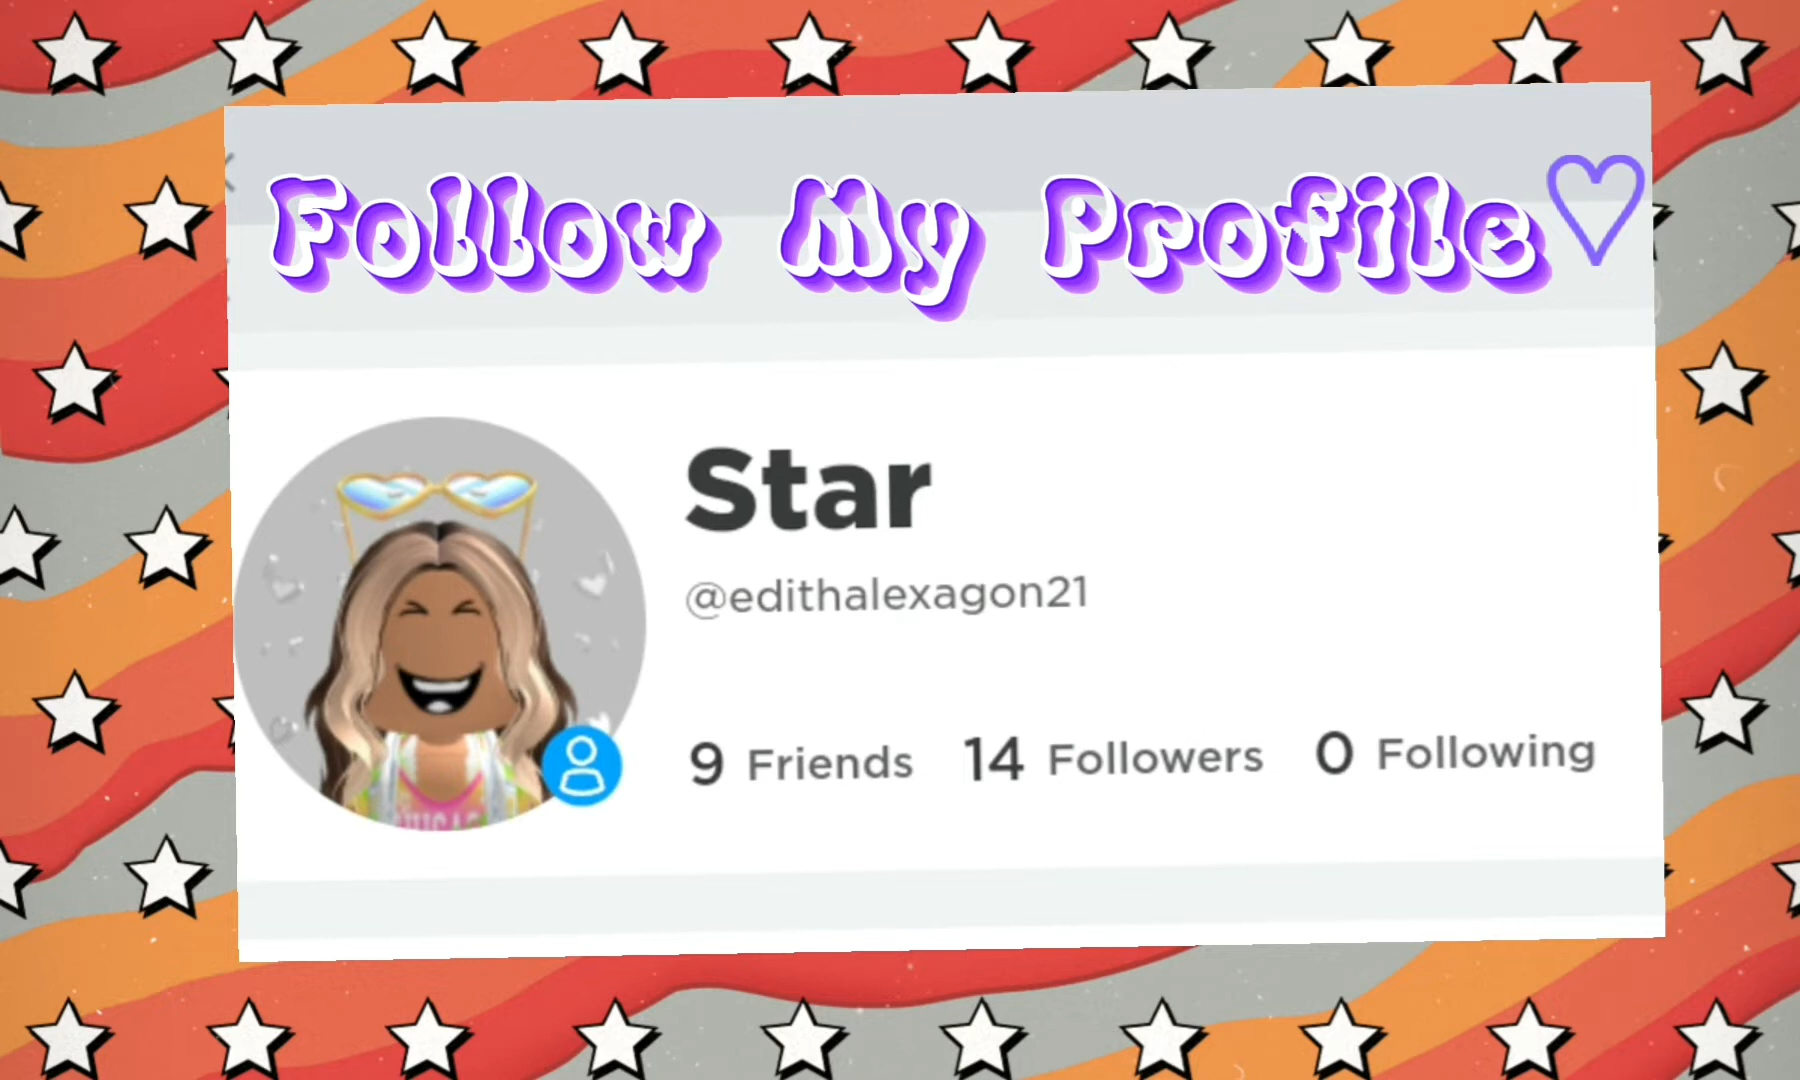 Follow My Profile♡
Star
@edithalexagon21
9 Friends 14 Followers 0 Following